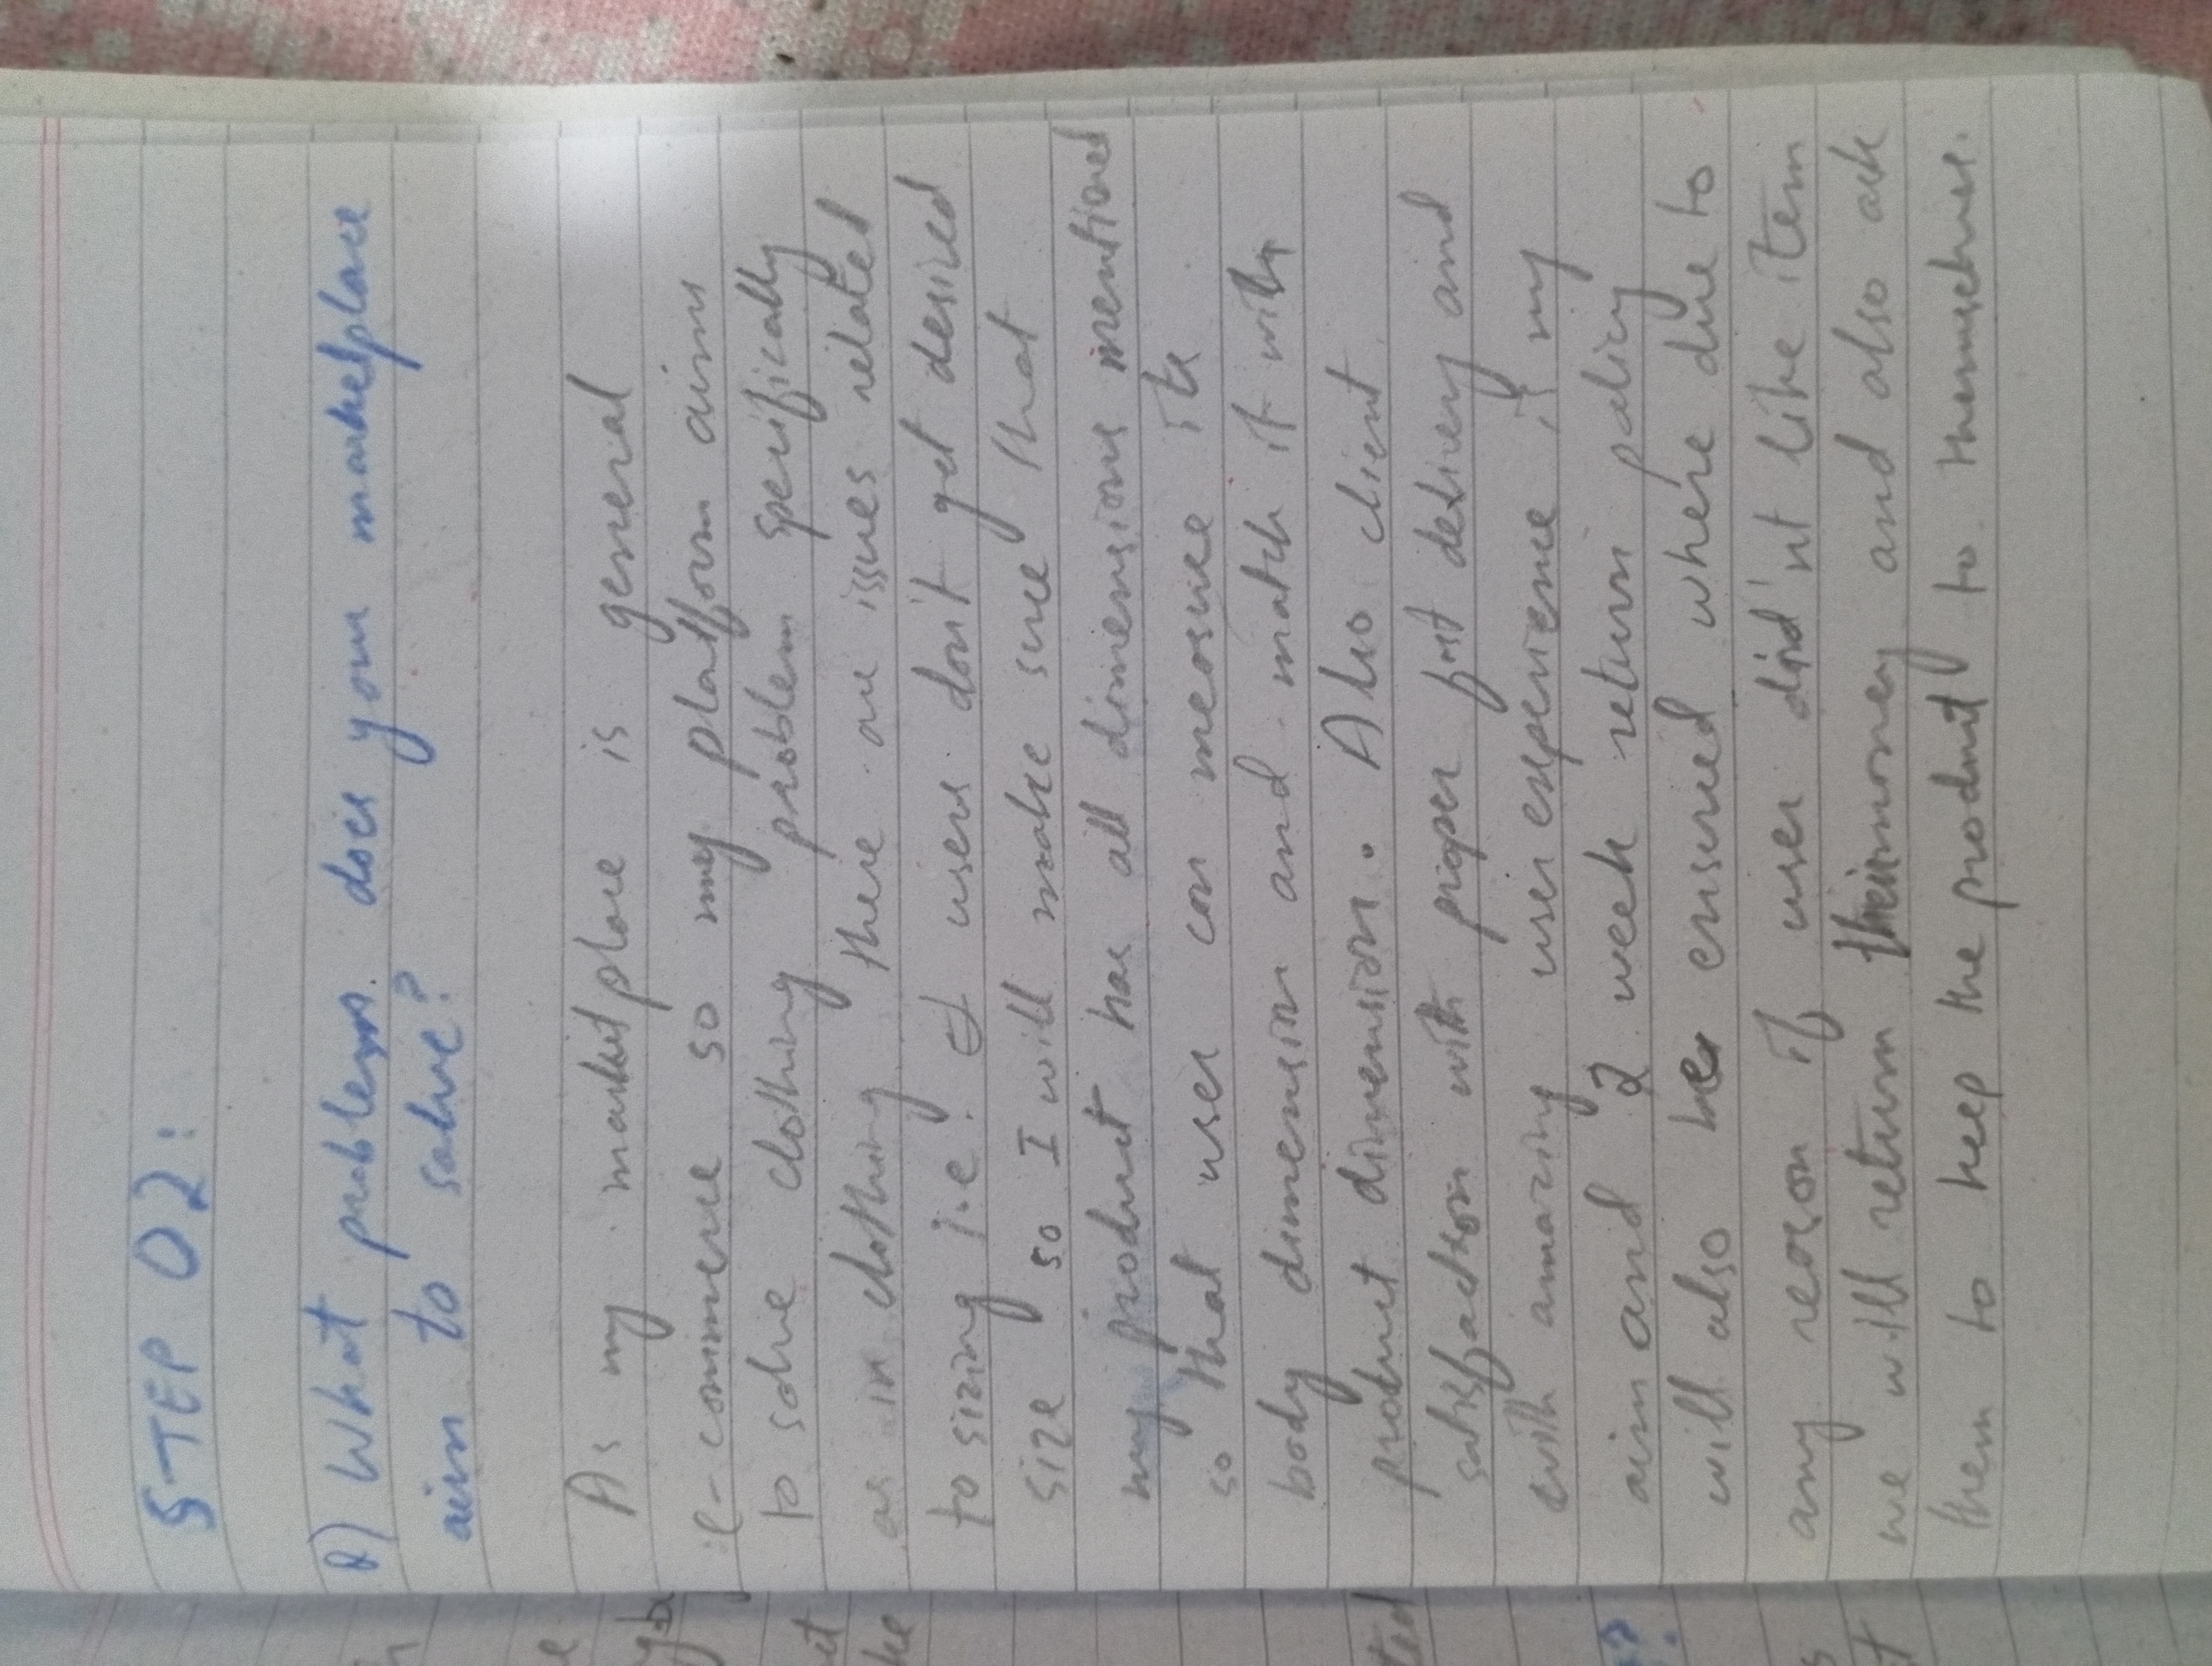 STEP 02:
Q) What problems does your marketplace
aim to solve?
As my marketplace is general
e-commerce so my platform aims
to solve clothing problem specifically
as in clothing there are issues related
to sizing i.e. users don't get desired
size so I will make sure that
my product has all dimensions mentioned
so that user can measure its
body dimension and match it with
product dimension. Also client
satisfaction with proper fast delivery and
with amazing user experience is my
aim and 2 week return policy
will also be ensured where due to
any reason if user did'nt like item
we will return their money and also ask
them to keep the product to themselves.